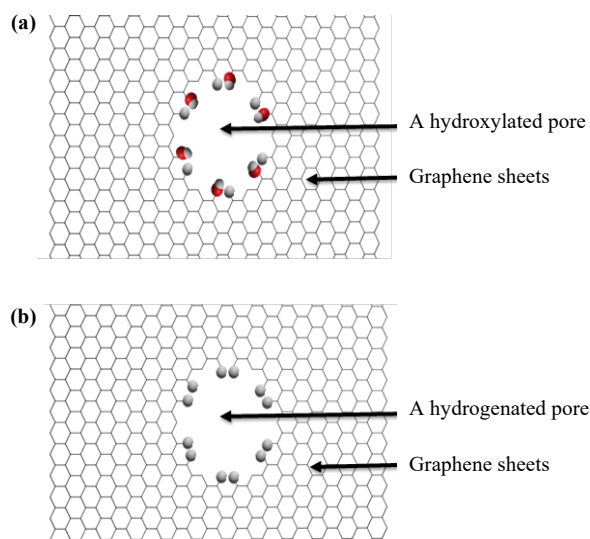 (a)
A hydroxylated pore
Graphene sheets
(b)
A hydrogenated pore
Graphene sheets